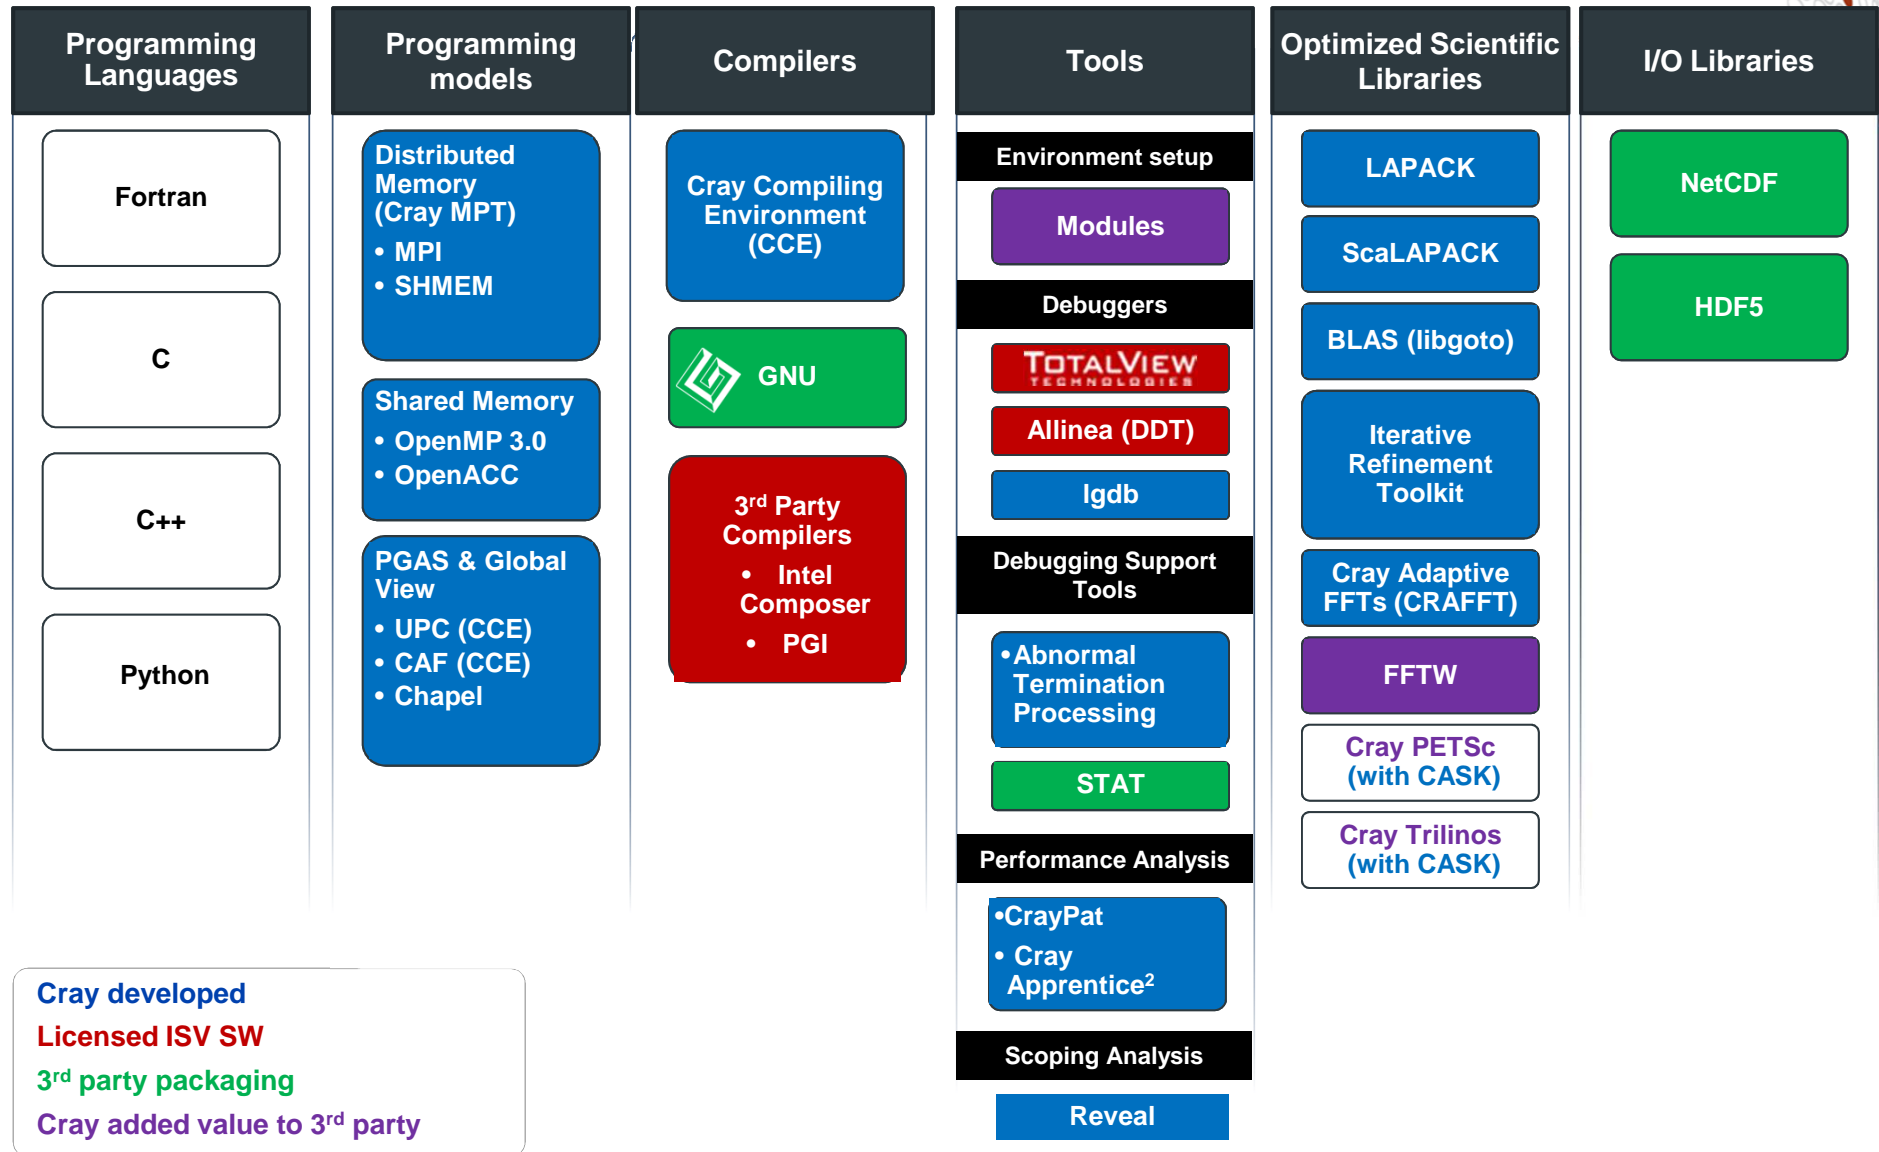 Programming
Languages
Fortran
C
C++
Python
Programming
models
Distributed
Memory
(Cray MPT)
• MPI
• SHMEM
Shared Memory
• OpenMP 3.0
• OpenACC
PGAS & Global
View
• UPC (CCE)
• CAF (CCE)
• Chapel
Compilers
Cray Compiling
Environment
(CCE)
GNU
3rd Party
Compilers
• Intel
Composer
• PGI
Tools
Environment setup
Modules
Debuggers
TOTALVIEW
TECHNOLOGIES
Allinea (DDT)
lgdb
Debugging Support
Tools
•Abnormal
Termination
Processing
STAT
Performance Analysis
•CrayPat
• Cray
Apprentice2
Scoping Analysis
Reveal
Optimized Scientific
Libraries
LAPACK
ScaLAPACK
BLAS (libgoto)
Iterative
Refinement
Toolkit
Cray Adaptive
FFTs (CRAFFT)
FFTW
Cray PETSc
(with CASK)
Cray Trilinos
(with CASK)
I/O Libraries
NetCDF
HDF5
Cray developed
Licensed ISV SW
3rd party packaging
Cray added value to 3rd party